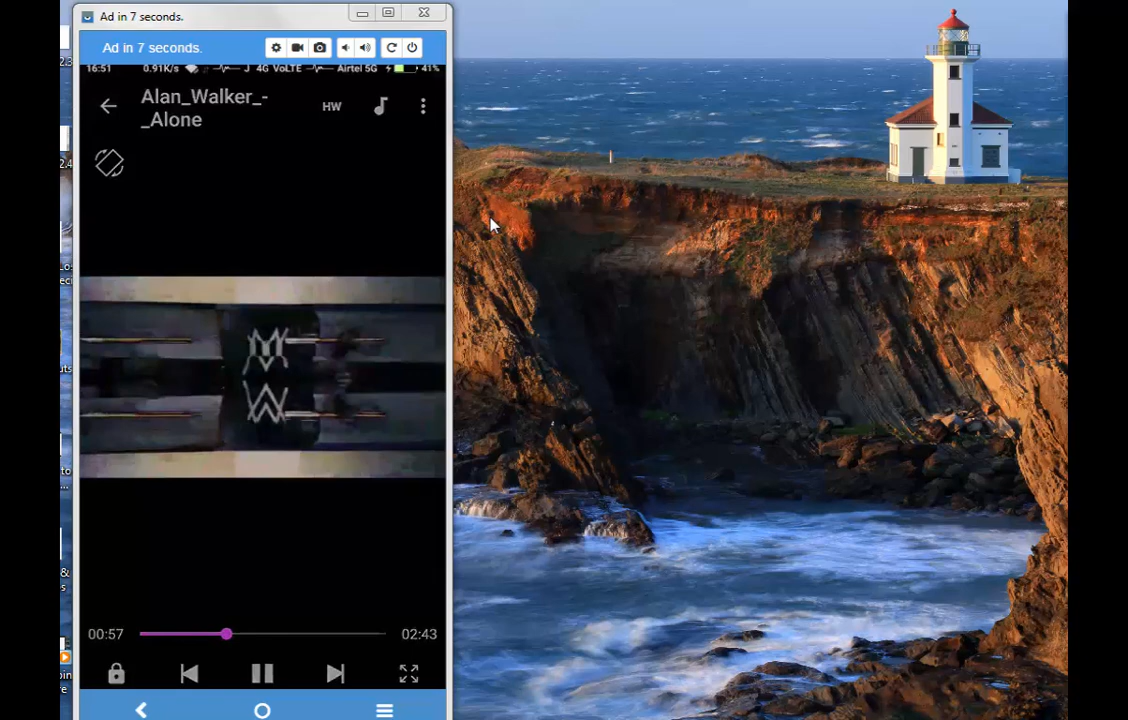 Ad in 7 seconds.
Ad in 7 seconds.
16:51 0.91K/s J 4G VoLTE Airtel 5G 41%
Alan_Walker_-
_Alone
HW
00:57
02:43